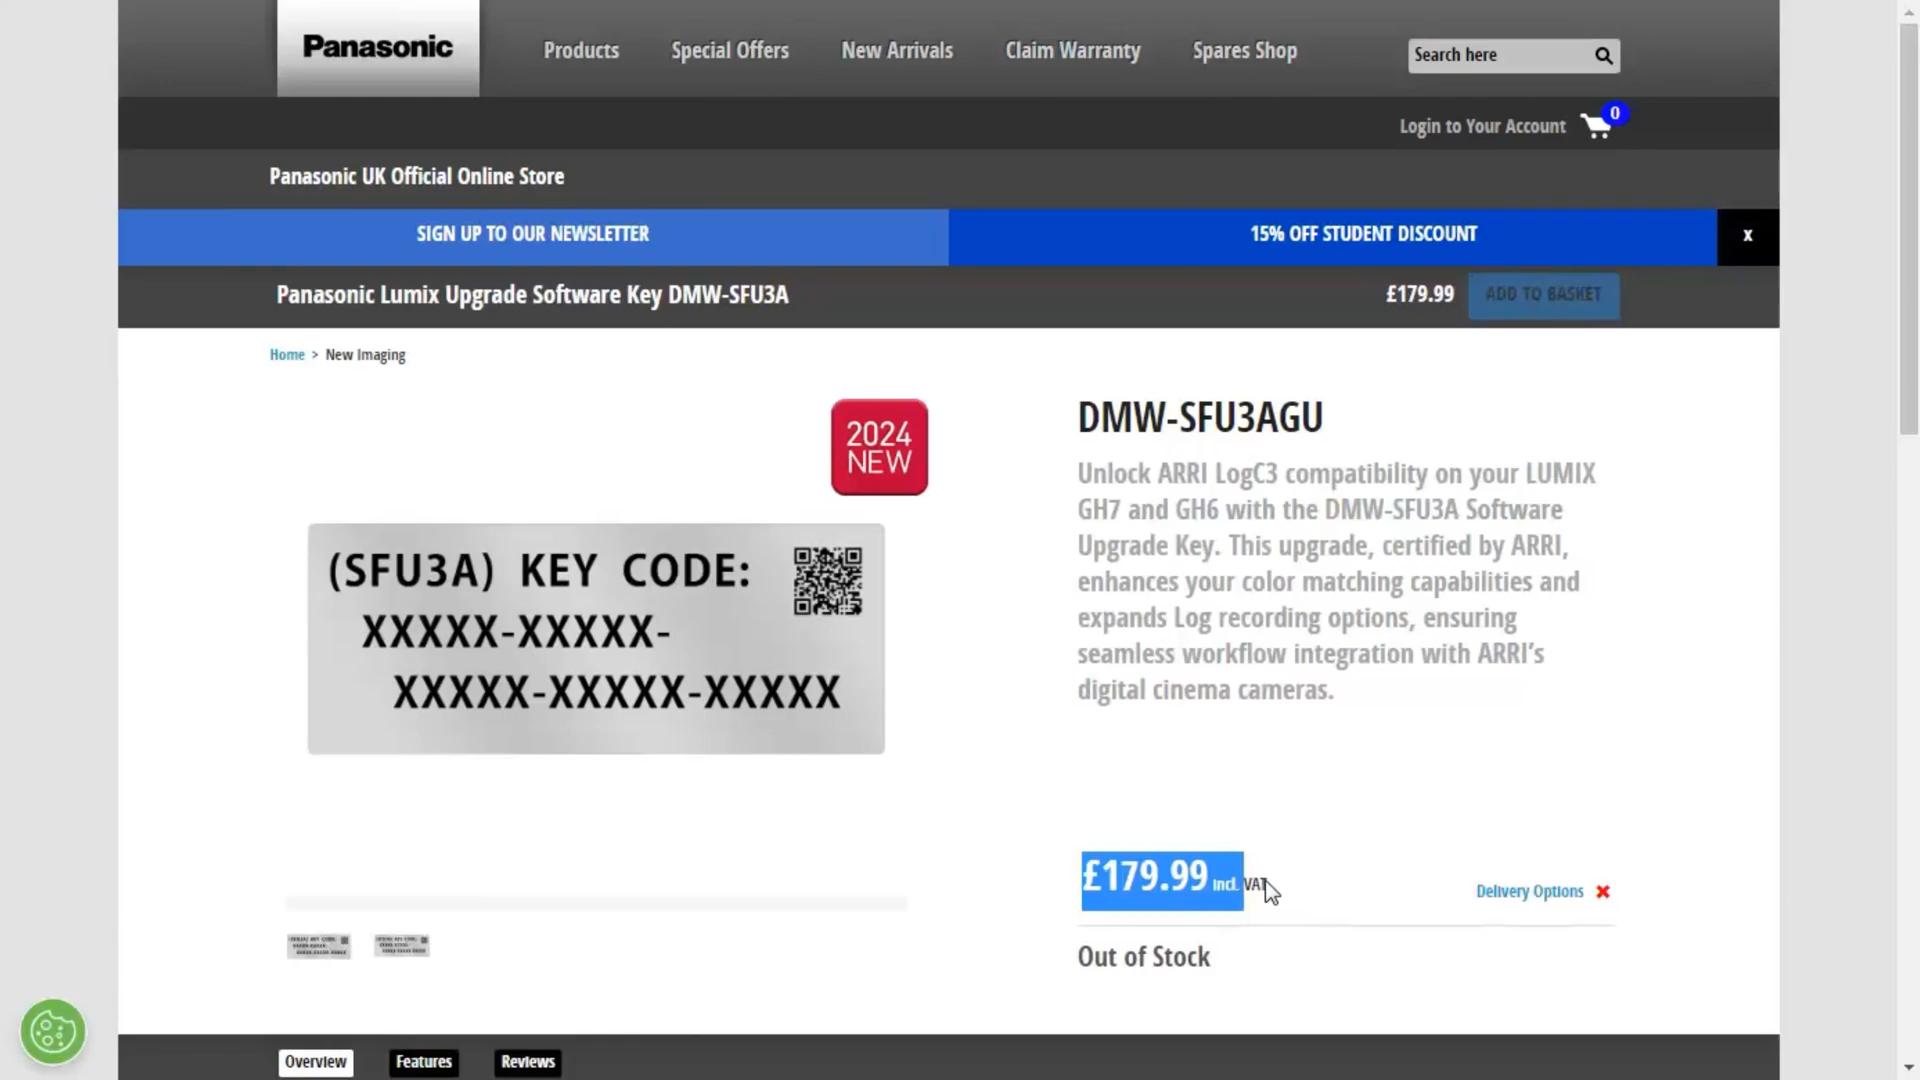 Panasonic
Products
Special Offers
New Arrivals
Claim Warranty
Spares Shop
Search here
Login to Your Account
0
Panasonic UK Official Online Store
SIGN UP TO OUR NEWSLETTER
15% OFF STUDENT DISCOUNT
x
Panasonic Lumix Upgrade Software Key DMW-SFU3A
£179.99
ADD TO BASKET
Home > New Imaging
2024
NEW
(SFU3A) KEY CODE:
XXXXX-XXXXX-
XXXXX-XXXXX-XXXXX
DMW-SFU3AGU
Unlock ARRI LogC3 compatibility on your LUMIX
GH7 and GH6 with the DMW-SFU3A Software
Upgrade Key. This upgrade, certified by ARRI,
enhances your color matching capabilities and
expands Log recording options, ensuring
seamless workflow integration with ARRI's
digital cinema cameras.
£179.99 Incl. VAT
Delivery Options
Out of Stock
Overview
Features
Reviews